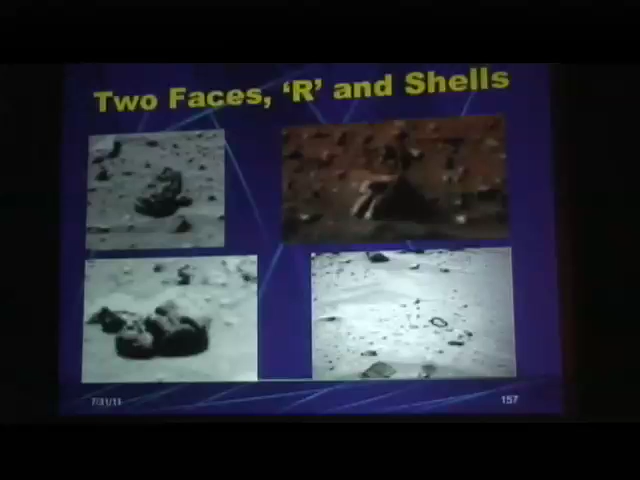 Two Faces, ‘R’ and Shells
7/31/11
157